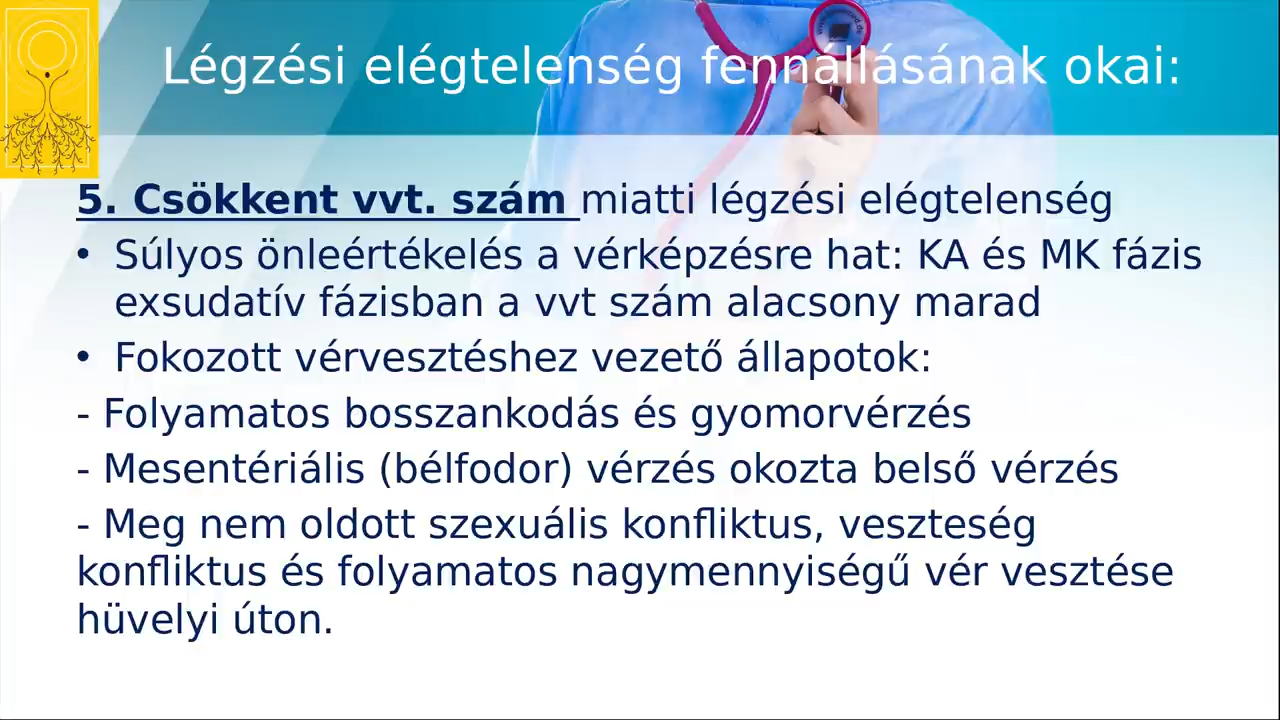 Légzési elégtelenség fennállásának okai:
5. Csökkent vvt. szám miatti légzési elégtelenség
• Súlyos önleértékelés a vérképzésre hat: KA és MK fázis
exsudatív fázisban a vvt szám alacsony marad
• Fokozott vérvesztéshez vezető állapotok:
- Folyamatos bosszankodás és gyomorvérzés
- Mesentériális (bélfodor) vérzés okozta belső vérzés
- Meg nem oldott szexuális konfliktus, veszteség
konfliktus és folyamatos nagymennyiségű vér vesztése
hüvelyi úton.